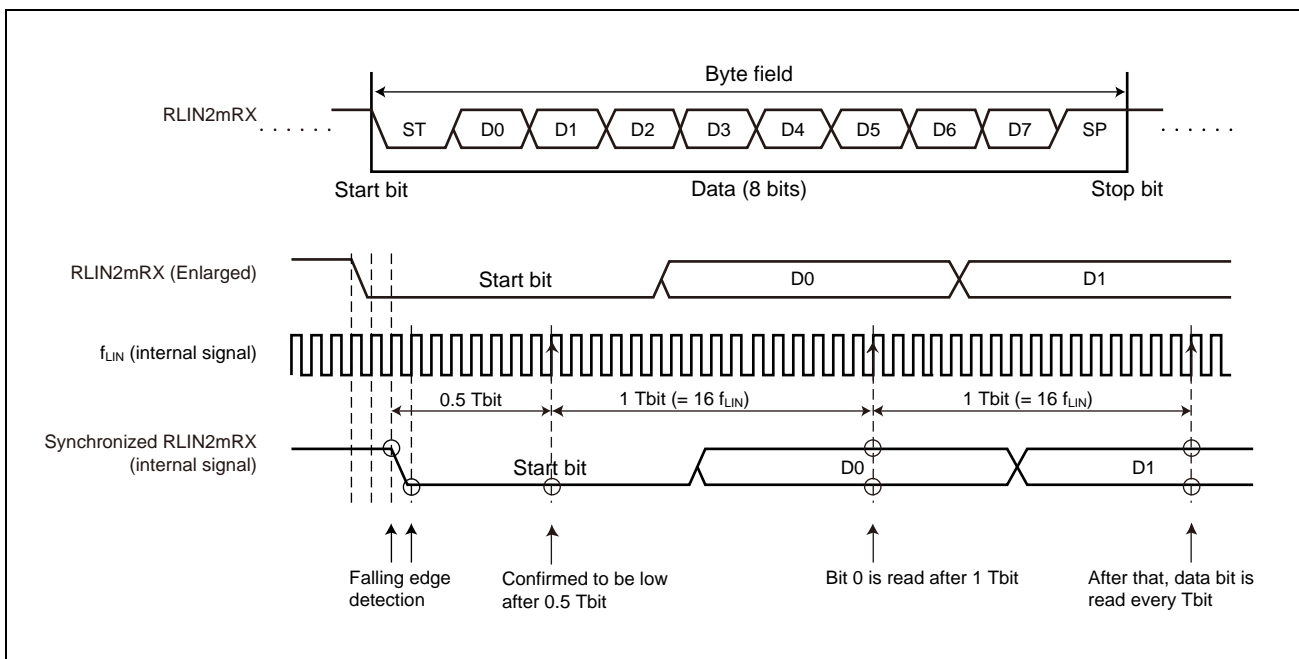 Byte field
RLIN2mRX
ST D0 D1 D2 D3 D4 D5 D6 D7 SP
Start bit Data (8 bits) Stop bit
RLIN2mRX (Enlarged)
Start bit D0 D1
fLIN (internal signal)
0.5 Tbit 1 Tbit (= 16 fLIN) 1 Tbit (= 16 fLIN)
Synchronized RLIN2mRX
(internal signal)
Start bit D0 D1
Falling edge
detection
Confirmed to be low
after 0.5 Tbit
Bit 0 is read after 1 Tbit
After that, data bit is
read every Tbit